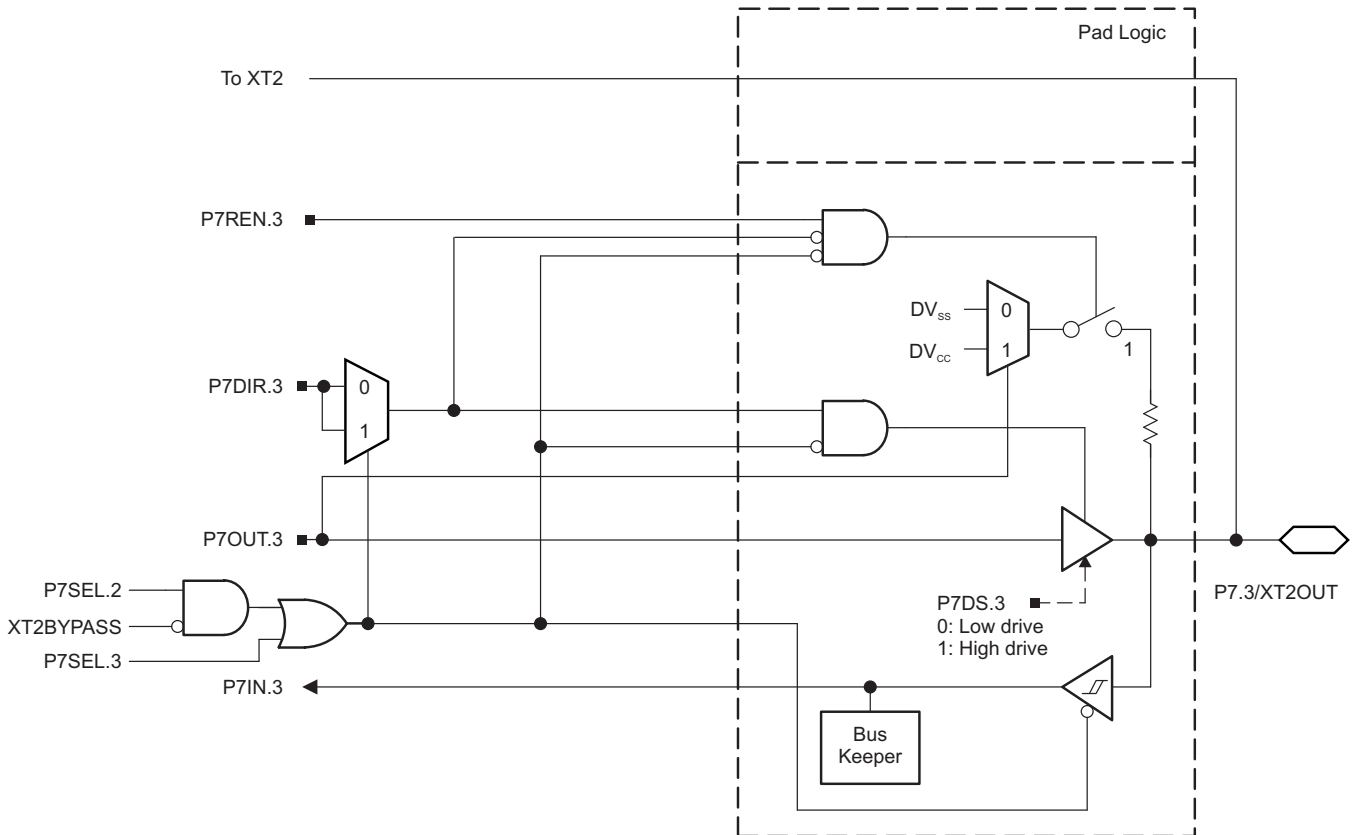 Pad Logic
To XT2
P7REN.3
DVSS
0
DVCC
1
1
P7DIR.3
0
1
P7OUT.3
P7SEL.2
XT2BYPASS
P7SEL.3
P7DS.3
0: Low drive
1: High drive
P7.3/XT2OUT
P7IN.3
Bus
Keeper